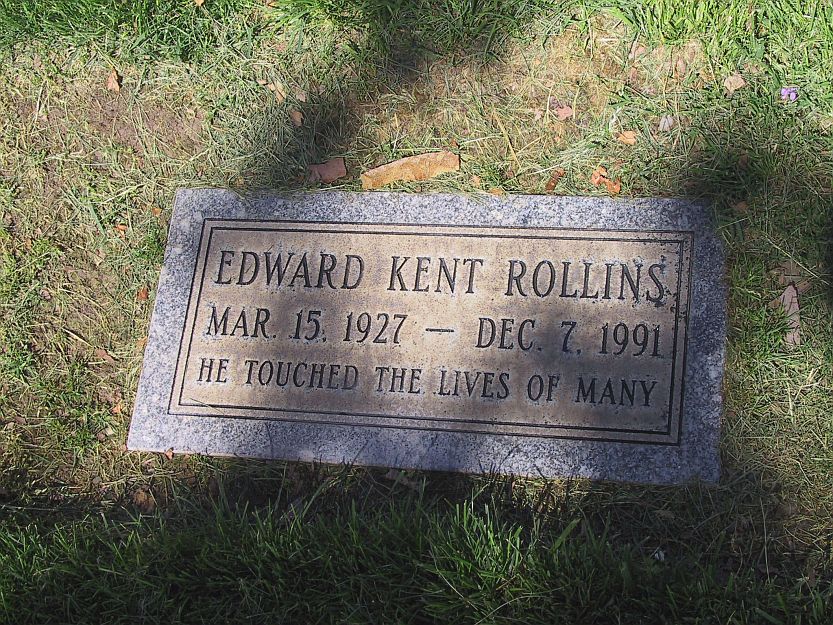 EDWARD KENT ROLLINS
MAR. 15, 1927 — DEC. 7, 1991
HE TOUCHED THE LIVES OF MANY